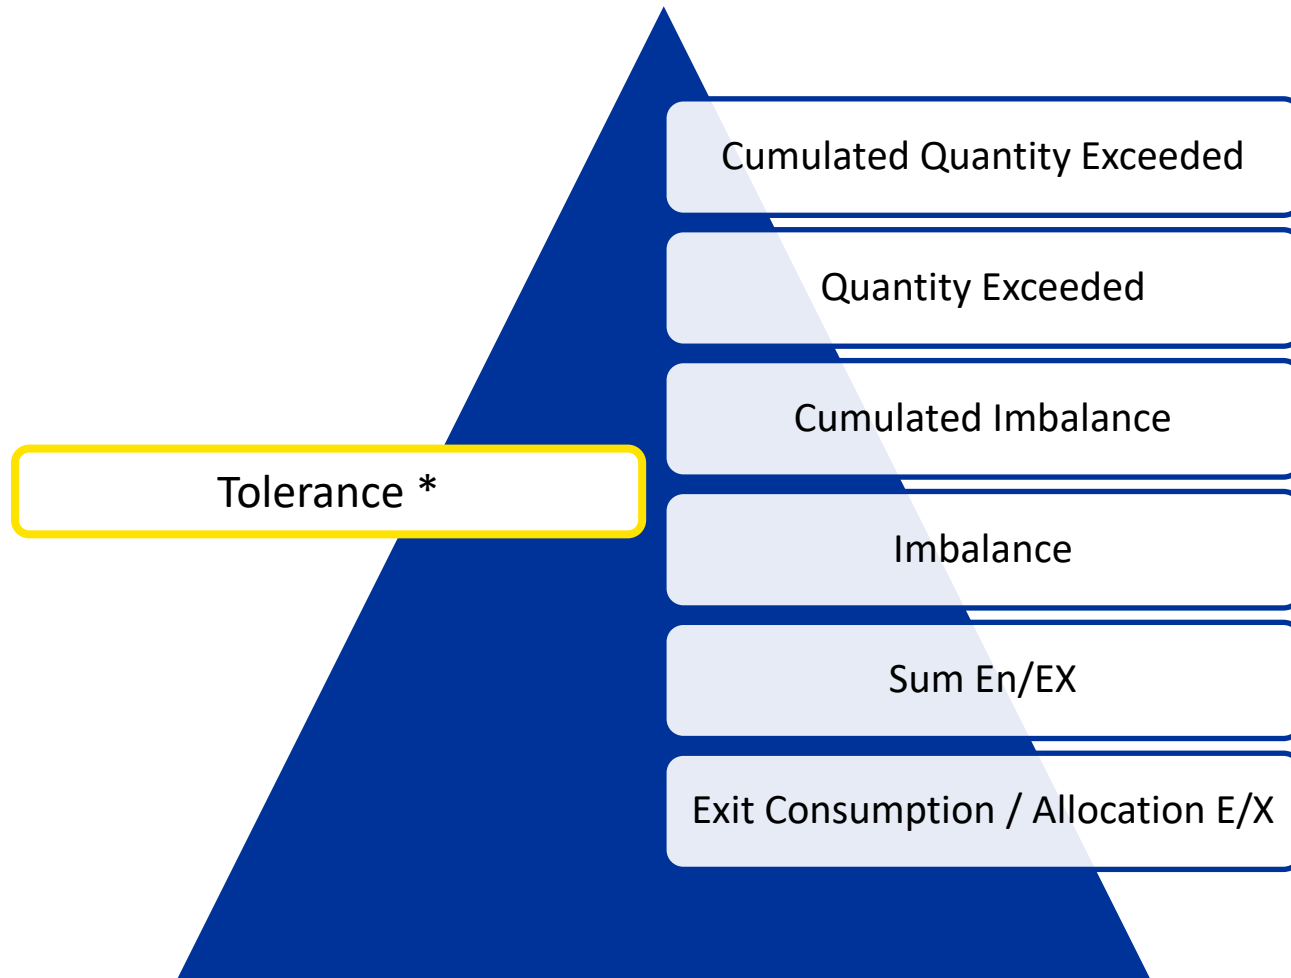 Cumulated Quantity Exceeded
Quantity Exceeded
Cumulated Imbalance
Tolerance *
Imbalance
Sum En/EX
Exit Consumption / Allocation E/X